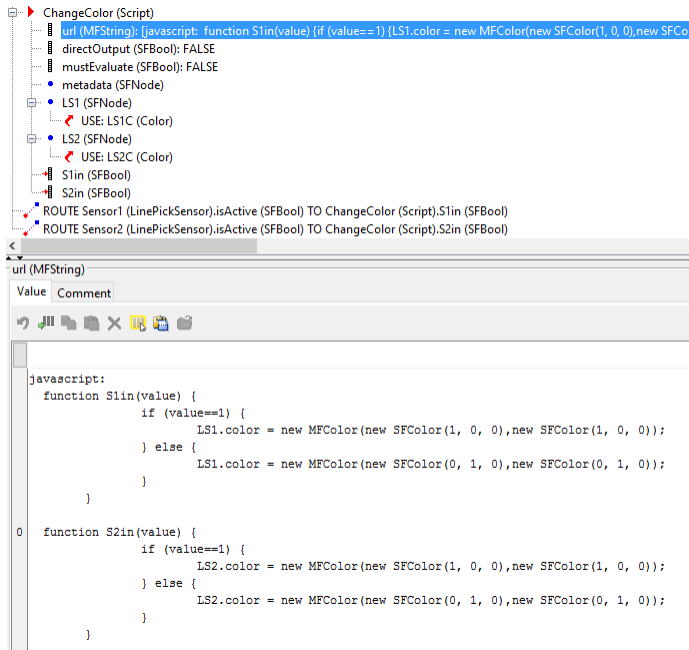 ChangeColor (Script)
url (MFString): [javascript: function S1in(value) {if (value==1) {LS1.color = new MFColor(new SFColor(1, 0, 0),new SFCo
directOutput (SFBool): FALSE
mustEvaluate (SFBool): FALSE
metadata (SFNode)
LS1 (SFNode)
USE: LS1C (Color)
LS2 (SFNode)
USE: LS2C (Color)
S1in (SFBool)
S2in (SFBool)
ROUTE Sensor1 (LinePickSensor).isActive (SFBool) TO ChangeColor (Script).S1in (SFBool)
ROUTE Sensor2 (LinePickSensor).isActive (SFBool) TO ChangeColor (Script).S2in (SFBool)
url (MFString)
Value Comment
javascript:
function S1in(value) {
if (value==1) {
LS1.color = new MFColor(new SFColor(1, 0, 0),new SFColor(1, 0, 0));
} else {
LS1.color = new MFColor(new SFColor(0, 1, 0),new SFColor(0, 1, 0));
}
}
0 function S2in(value) {
if (value==1) {
LS2.color = new MFColor(new SFColor(1, 0, 0),new SFColor(1, 0, 0));
} else {
LS2.color = new MFColor(new SFColor(0, 1, 0),new SFColor(0, 1, 0));
}
}